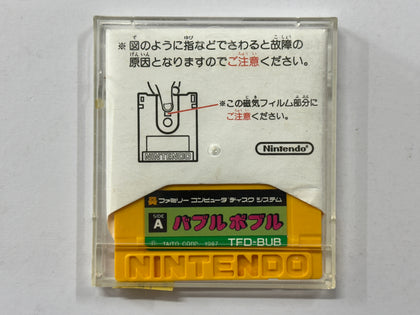 ※図のように指などでさわると故障の
原因となりますのでご注意ください。
※この磁気フィルム部分に
ご注意ください。
NINTENDO
Nintendo
ファミリー コンピュータ ディスク システム
SIDE A
バブルボブル
© TAITO CORP. 1987
TFD-BUB
NINTENDO